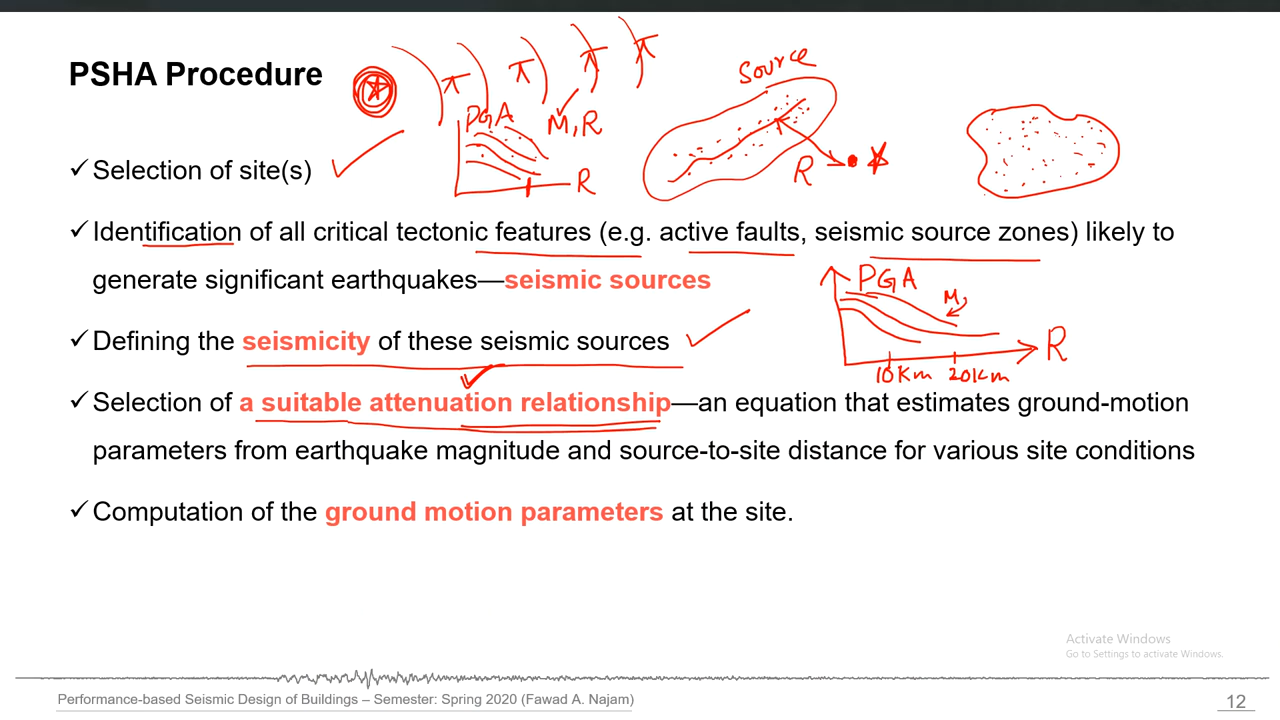 PSHA Procedure
PGA
M, R
R
Source
R
✓ Selection of site(s)
✓ Identification of all critical tectonic features (e.g. active faults, seismic source zones) likely to
generate significant earthquakes—seismic sources
PGA
M,
R
10Km 20Km
✓ Defining the seismicity of these seismic sources
✓ Selection of a suitable attenuation relationship—an equation that estimates ground-motion
parameters from earthquake magnitude and source-to-site distance for various site conditions
✓ Computation of the ground motion parameters at the site.
Activate Windows
Go to Settings to activate Windows.
Performance-based Seismic Design of Buildings – Semester: Spring 2020 (Fawad A. Najam)
12